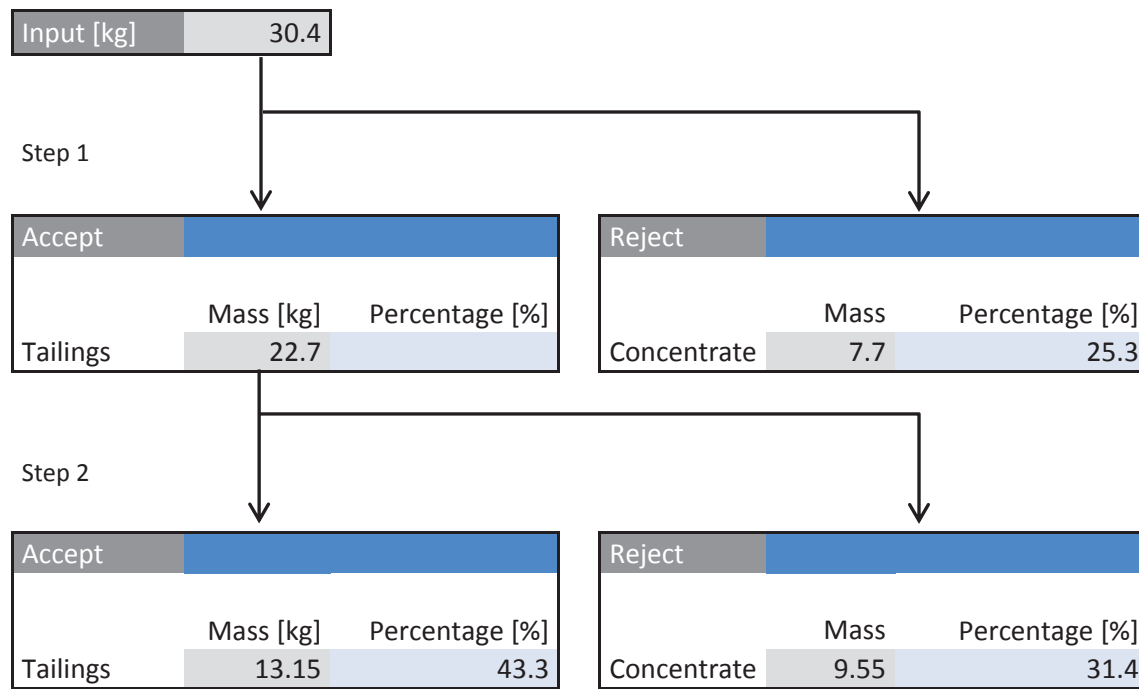 Input [kg] 30.4
Step 1
Accept Reject
Mass [kg] Percentage [%] Mass Percentage [%]
Tailings 22.7 Concentrate 7.7 25.3
Step 2
Accept Reject
Mass [kg] Percentage [%] Mass Percentage [%]
Tailings 13.15 43.3 Concentrate 9.55 31.4